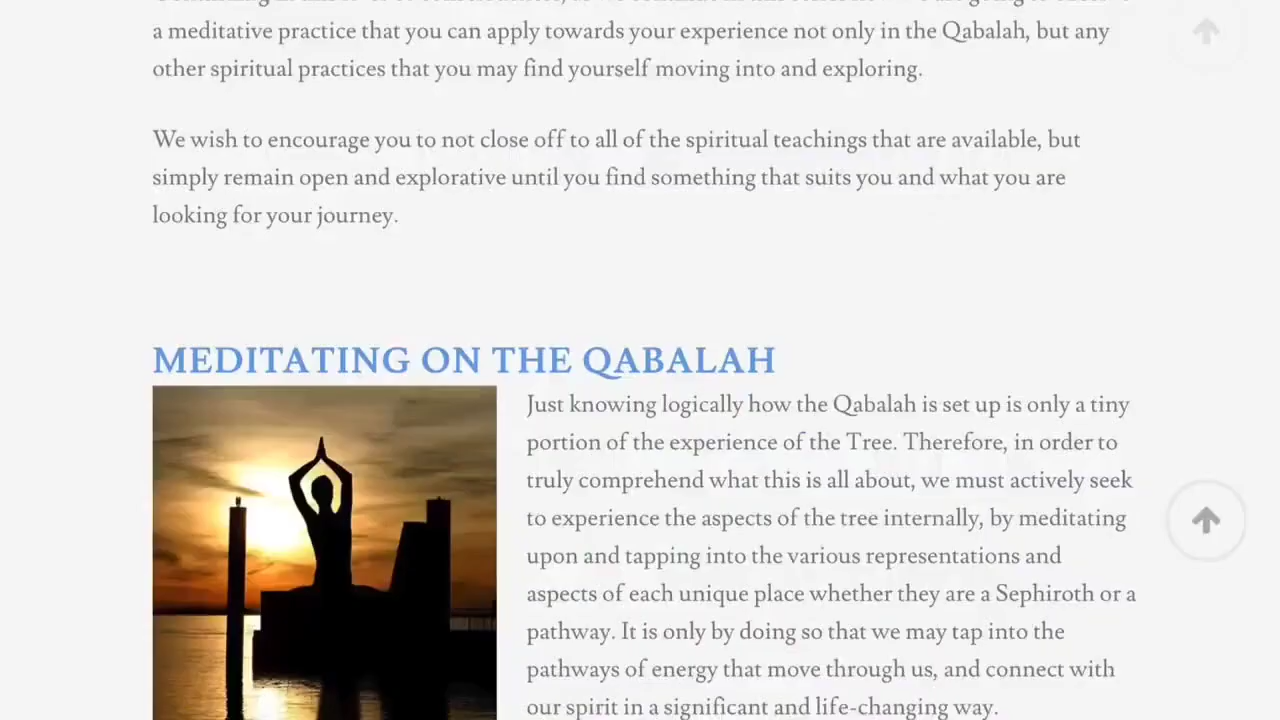 a meditative practice that you can apply towards your experience not only in the Qabalah, but any
other spiritual practices that you may find yourself moving into and exploring.
We wish to encourage you to not close off to all of the spiritual teachings that are available, but
simply remain open and explorative until you find something that suits you and what you are
looking for your journey.
MEDITATING ON THE QABALAH
Just knowing logically how the Qabalah is set up is only a tiny
portion of the experience of the Tree. Therefore, in order to
truly comprehend what this is all about, we must actively seek
to experience the aspects of the tree internally, by meditating
upon and tapping into the various representations and
aspects of each unique place whether they are a Sephiroth or a
pathway. It is only by doing so that we may tap into the
pathways of energy that move through us, and connect with
our spirit in a significant and life-changing way.